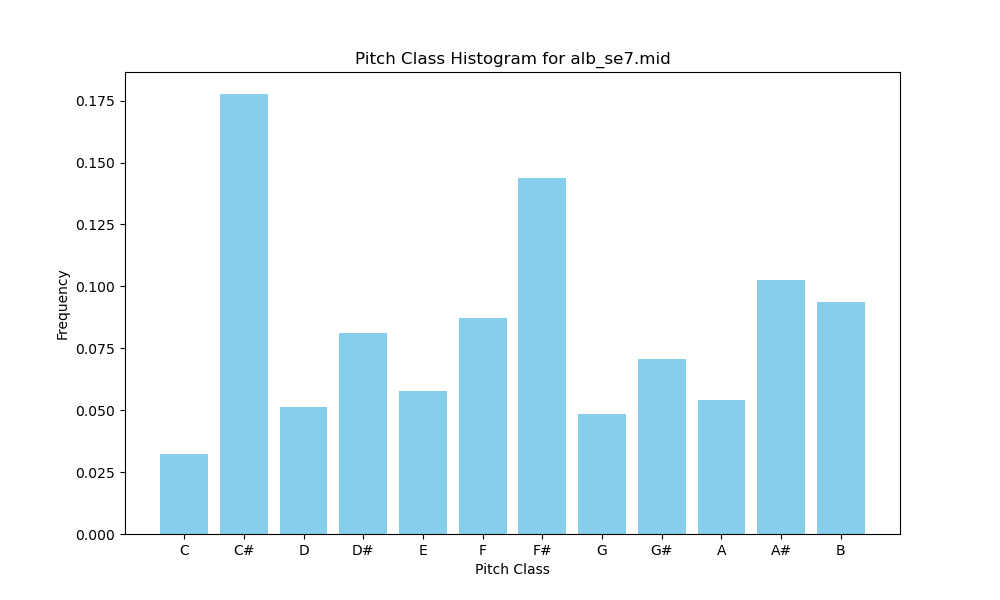 Pitch Class Histogram for alb_se7.mid
Frequency
0.175
0.150
0.125
0.100
0.075
0.050
0.025
0.000
C C# D D# E F F# G G# A A# B
Pitch Class